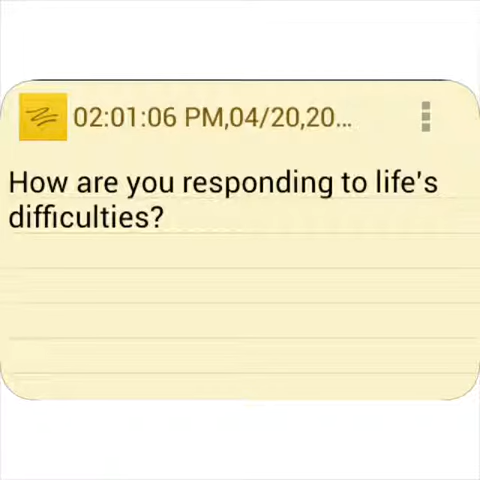 02:01:06 PM,04/20,20...
How are you responding to life's
difficulties?